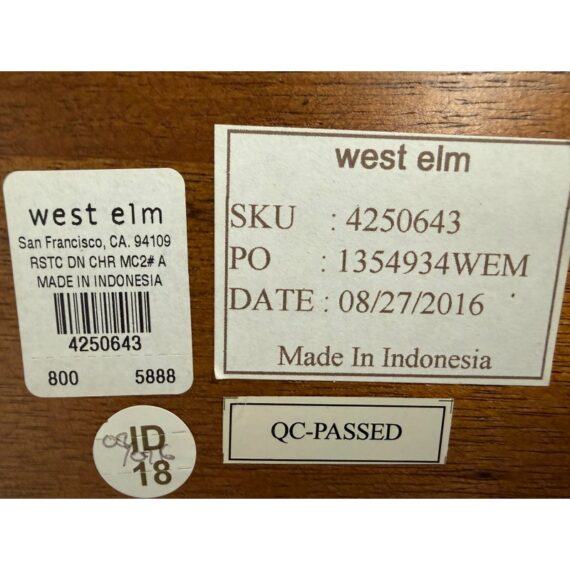 west elm
San Francisco, CA. 94109
RSTC DN CHR MC2# A
MADE IN INDONESIA
4250643
800 5888
west elm
SKU : 4250643
PO : 1354934WEM
DATE : 08/27/2016
Made In Indonesia
QC-PASSED
ID
18